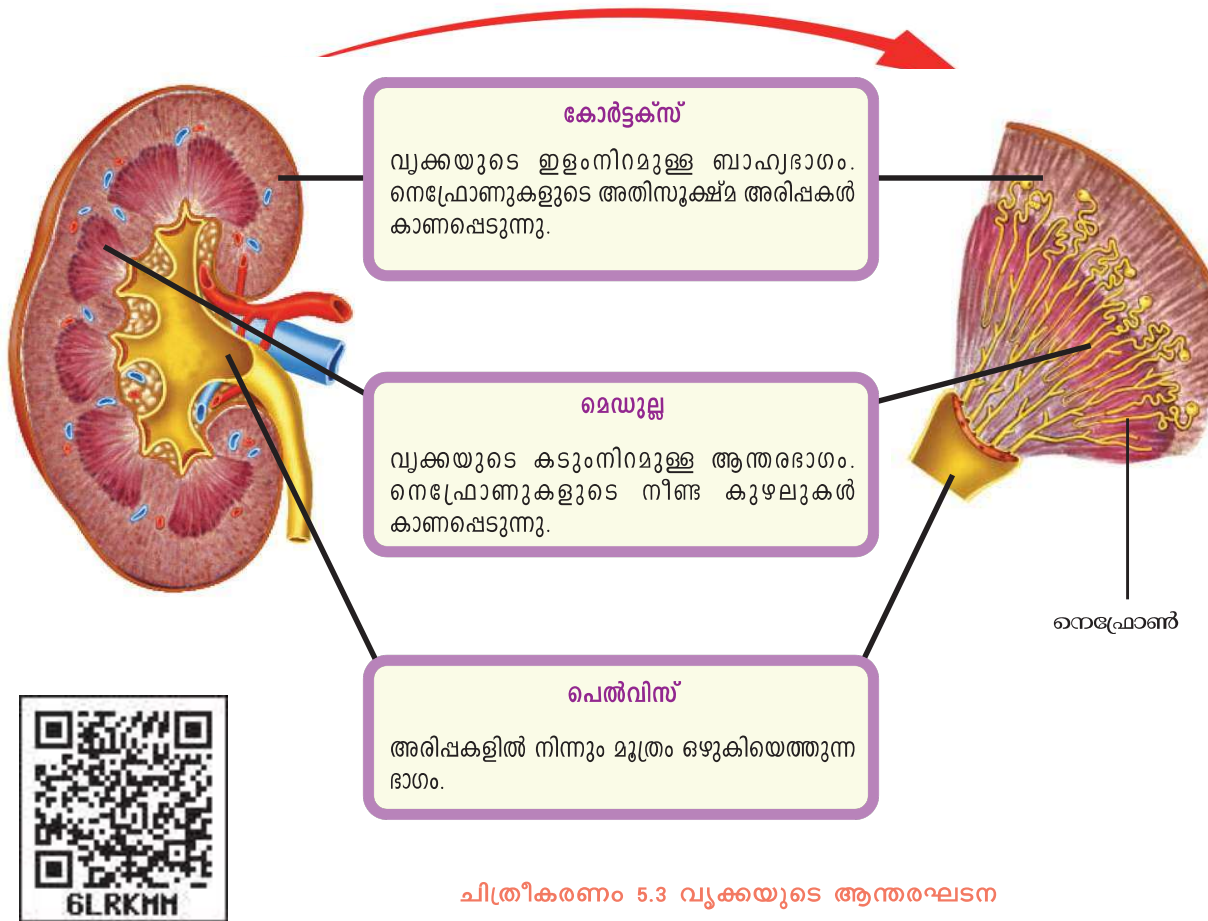 കോർട്ടക്സ്
വൃക്കയുടെ ഇളംനിറമുള്ള ബാഹ്യഭാഗം.
നെഫ്രോണുകളുടെ അതിസൂക്ഷ്മ അരിപ്പകൾ
കാണപ്പെടുന്നു.
മെഡുല്ല
വൃക്കയുടെ കടുംനിറമുള്ള ആന്തരഭാഗം.
നെഫ്രോണുകളുടെ നീണ്ട കുഴലുകൾ
കാണപ്പെടുന്നു.
നെഫ്രോൺ
പെൽവിസ്
അരിപ്പകളിൽ നിന്നും മൂത്രം ഒഴുകിയെത്തുന്ന
ഭാഗം.
6LRKMM
ചിത്രീകരണം 5.3 വൃക്കയുടെ ആന്തരഘടന